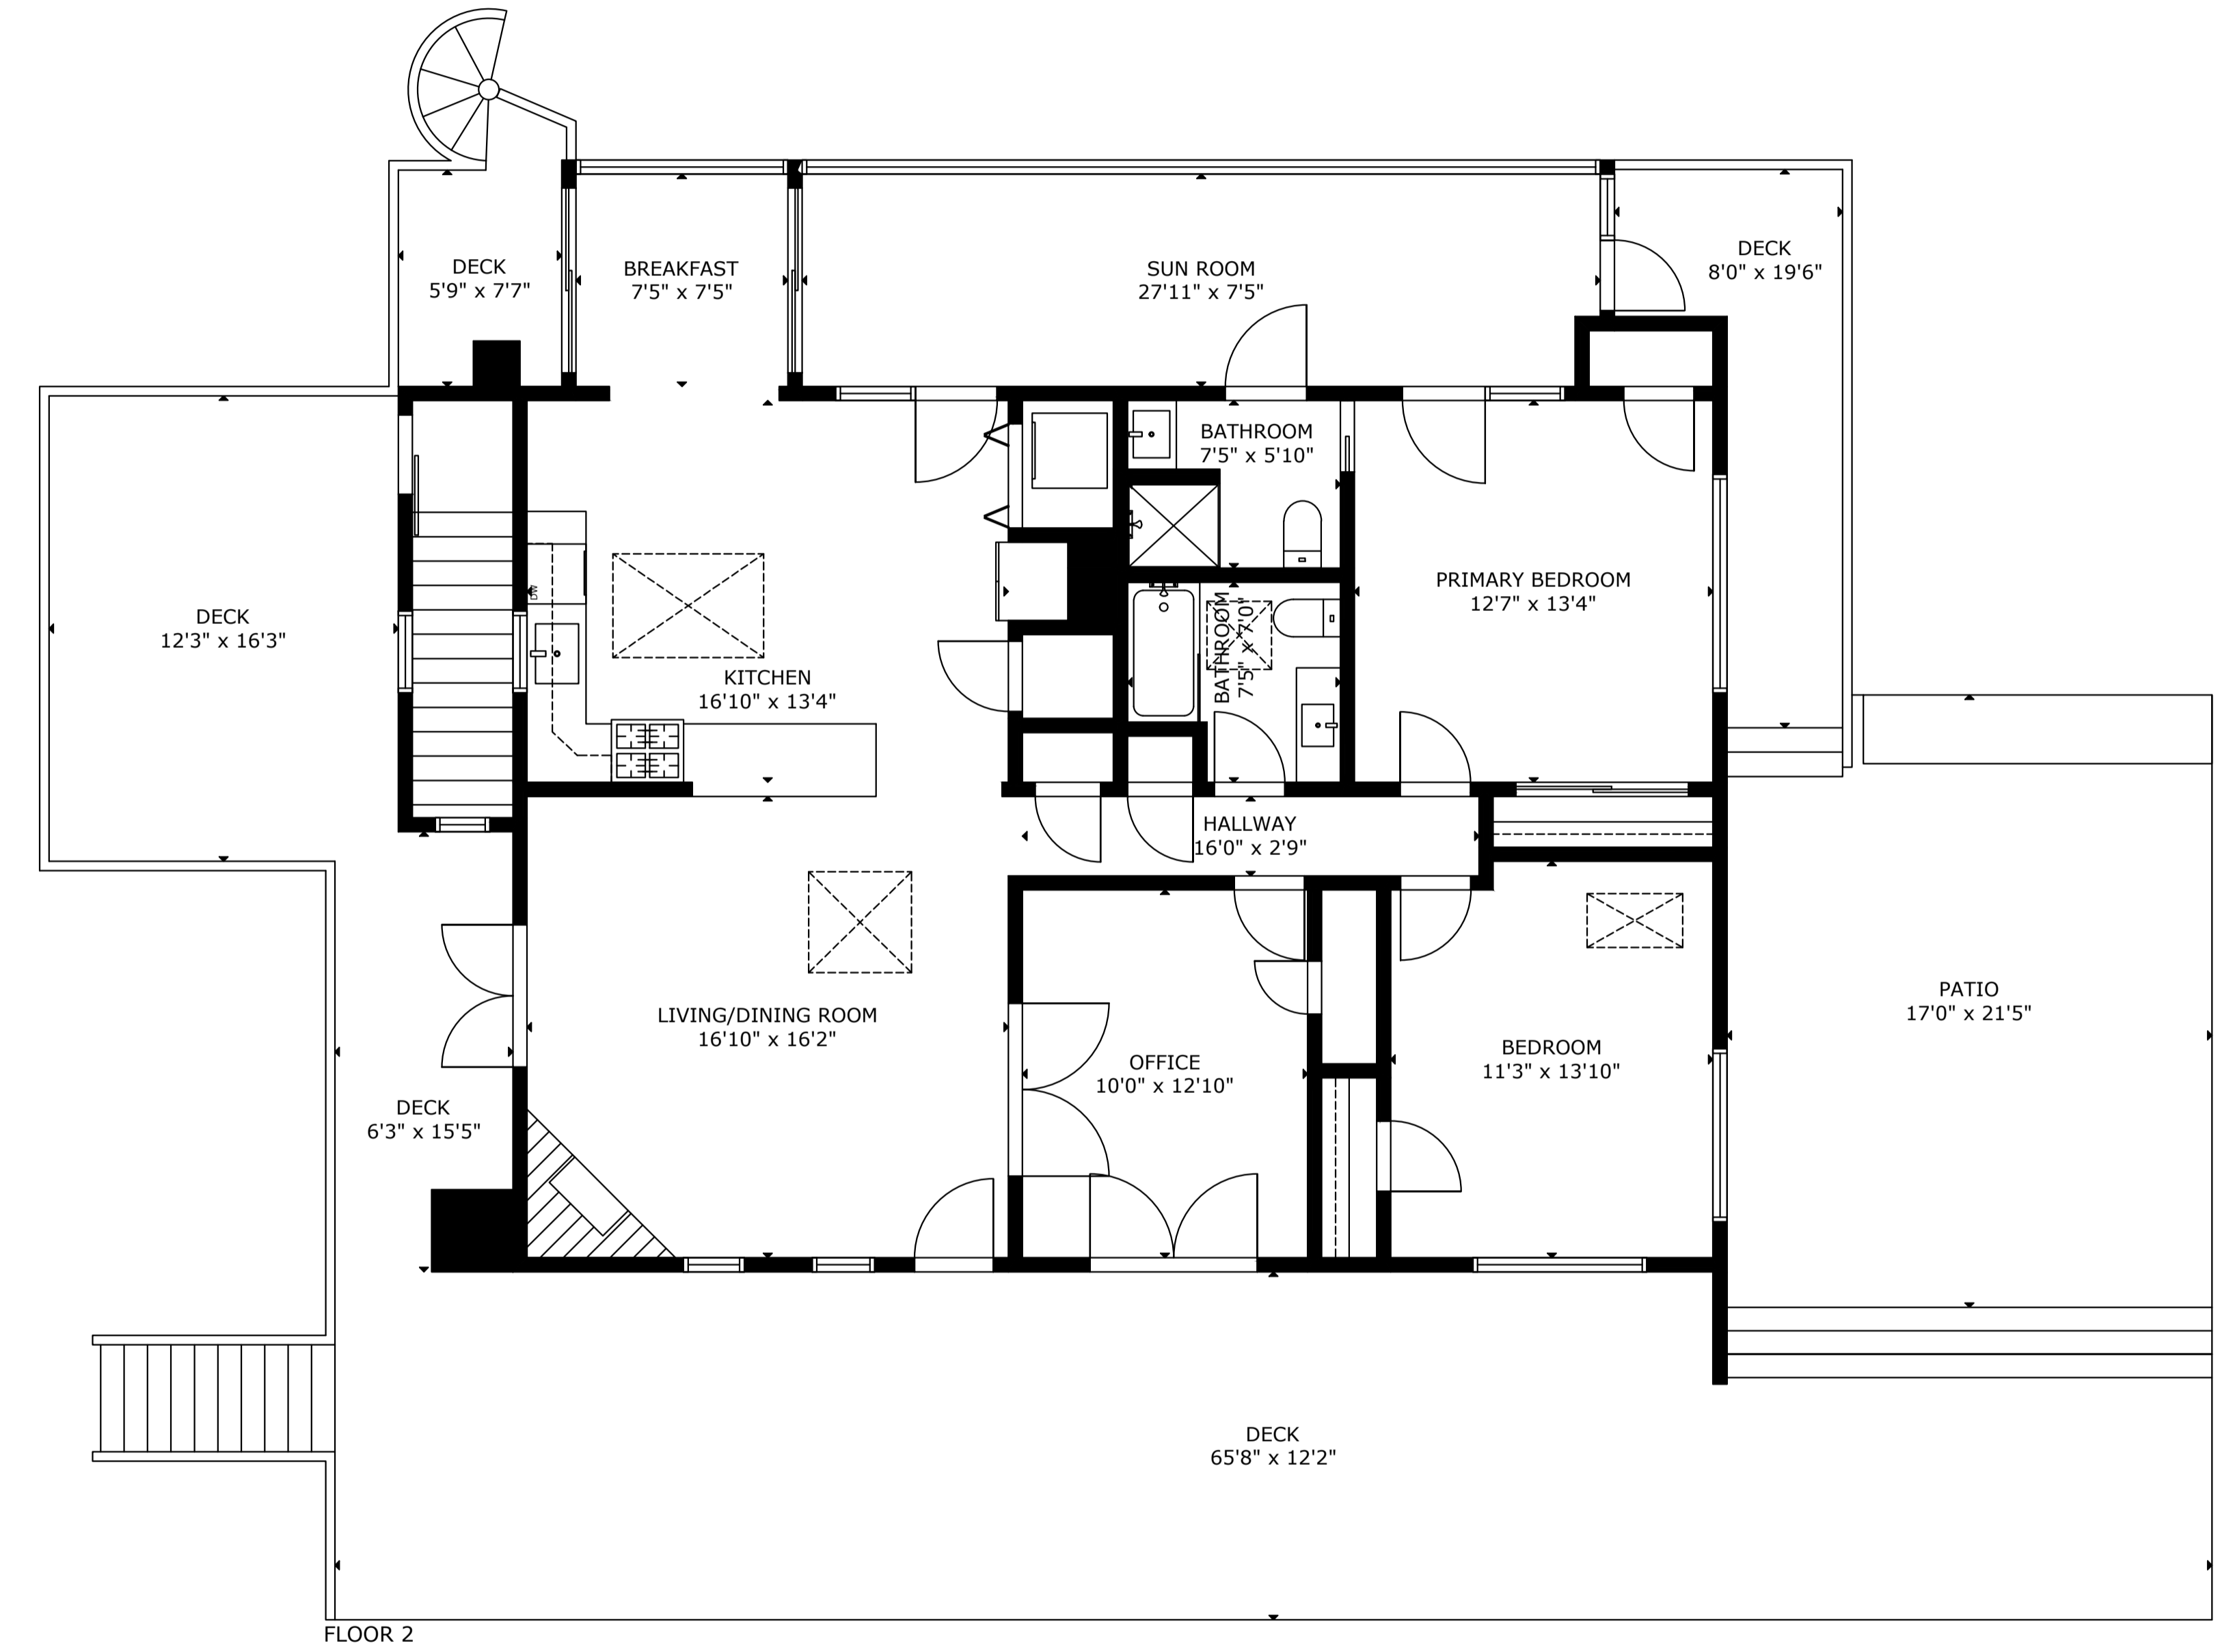 DECK
8'0" x 19'6"
DECK
5'9" x 7'7"
BREAKFAST
7'5" x 7'5"
SUN ROOM
27'11" x 7'5"
BATHROOM
7'5" x 5'10"
PRIMARY BEDROOM
12'7" x 13'4"
DW
BATHROOM
7'5" x 7'0"
DECK
12'3" x 16'3"
KITCHEN
16'10" x 13'4"
HALLWAY
16'0" x 2'9"
PATIO
17'0" x 21'5"
LIVING/DINING ROOM
16'10" x 16'2"
BEDROOM
11'3" x 13'10"
OFFICE
10'0" x 12'10"
DECK
6'3" x 15'5"
DECK
65'8" x 12'2"
FLOOR 2